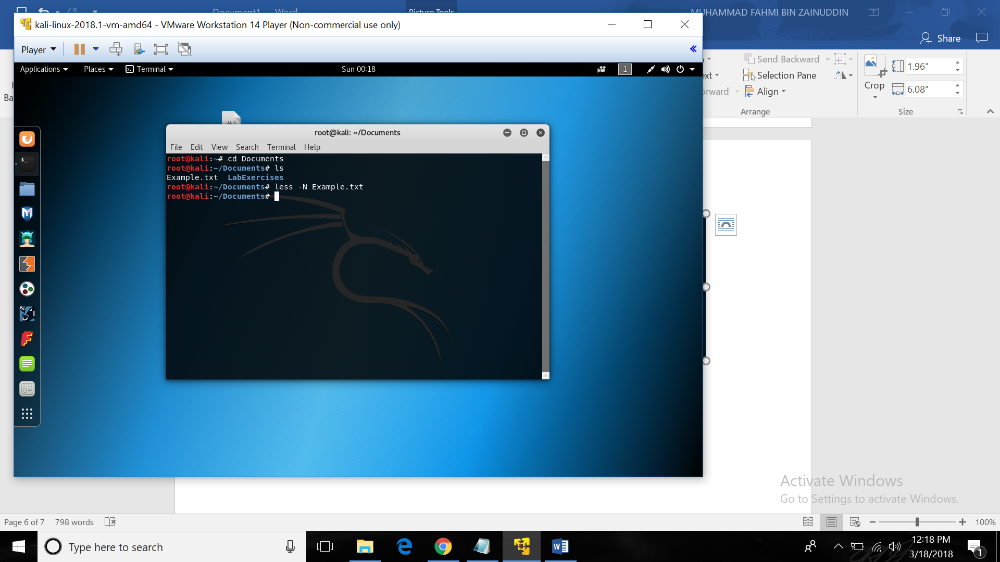 Document1 - Word
Picture Tools
MUHAMMAD FAHMI BIN ZAINUDDIN
kali-linux-2018.1-vm-amd64 - VMware Workstation 14 Player (Non-commercial use only)
Share
Player
Applications Places Terminal Sun 00:18 1
Send Backward
Selection Pane
Align
Arrange
Crop
1.96"
6.08"
Size
root@kali: ~/Documents
File Edit View Search Terminal Help
root@kali:~# cd Documents
root@kali:~/Documents# ls
Example.txt LabExercises
root@kali:~/Documents# less -N Example.txt
root@kali:~/Documents#
Activate Windows
Go to Settings to activate Windows.
Page 6 of 7 798 words
100%
Type here to search
12:18 PM
3/18/2018
1